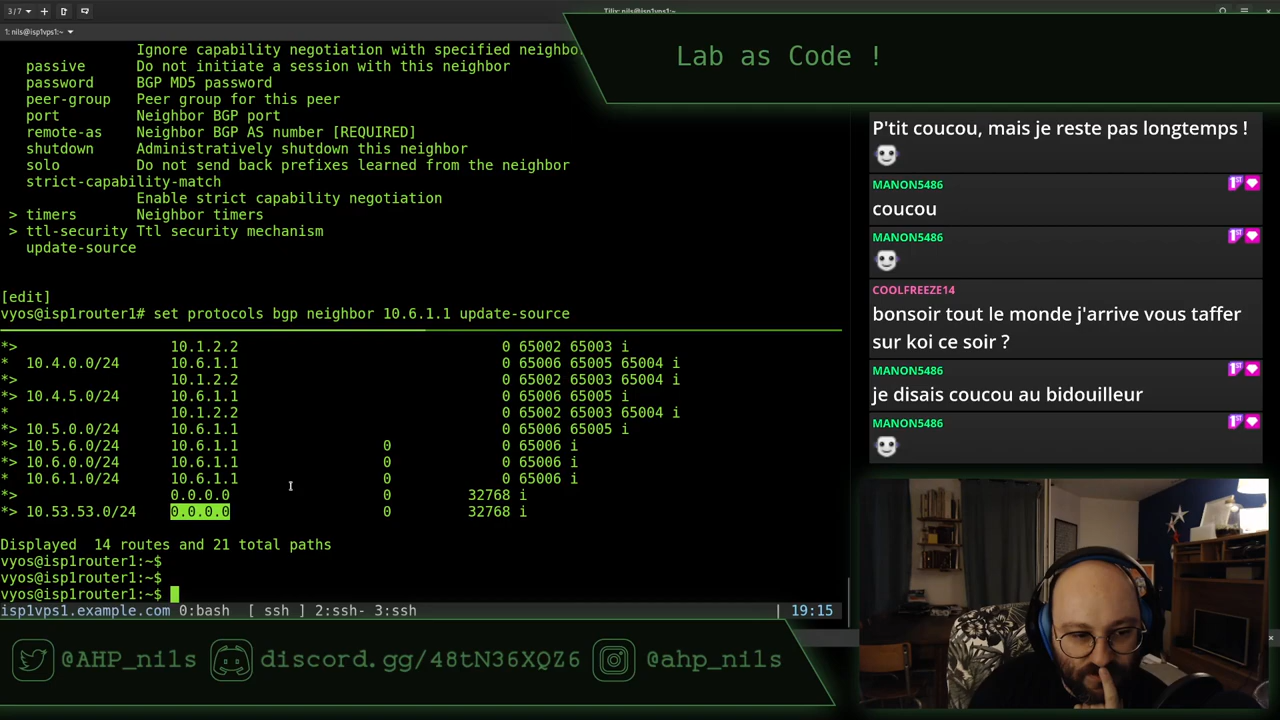 3/7
Tilix: nils@isp1vps1:~
1: nils@isp1vps1:~
Lab as Code !
Ignore capability negotiation with specified neighbo
passive Do not initiate a session with this neighbor
password BGP MD5 password
peer-group Peer group for this peer
port Neighbor BGP port
remote-as Neighbor BGP AS number [REQUIRED]
shutdown Administratively shutdown this neighbor
solo Do not send back prefixes learned from the neighbor
strict-capability-match
Enable strict capability negotiation
> timers Neighbor timers
> ttl-security Ttl security mechanism
update-source
[edit]
vyos@isp1router1# set protocols bgp neighbor 10.6.1.1 update-source
*> 10.1.2.2 0 65002 65003 i
* 10.4.0.0/24 10.6.1.1 0 65006 65005 65004 i
*> 10.1.2.2 0 65002 65003 65004 i
*> 10.4.5.0/24 10.6.1.1 0 65006 65005 i
* 10.1.2.2 0 65002 65003 65004 i
*> 10.5.0.0/24 10.6.1.1 0 65006 65005 i
*> 10.5.6.0/24 10.6.1.1 0 0 65006 i
*> 10.6.0.0/24 10.6.1.1 0 0 65006 i
* 10.6.1.0/24 10.6.1.1 0 0 65006 i
*> 0.0.0.0 0 32768 i
*> 10.53.53.0/24 0.0.0.0 0 32768 i
Displayed 14 routes and 21 total paths
vyos@isp1router1:~$
vyos@isp1router1:~$
vyos@isp1router1:~$
isp1vps1.example.com 0:bash [ ssh ] 2:ssh- 3:ssh | 19:15
P'tit coucou, mais je reste pas longtemps !
MANON5486
coucou
MANON5486
COOLFREEZE14
bonsoir tout le monde j'arrive vous taffer
sur koi ce soir ?
MANON5486
je disais coucou au bidouilleur
MANON5486
@AHP_nils discord.gg/48tN36XQZ6 @ahp_nils